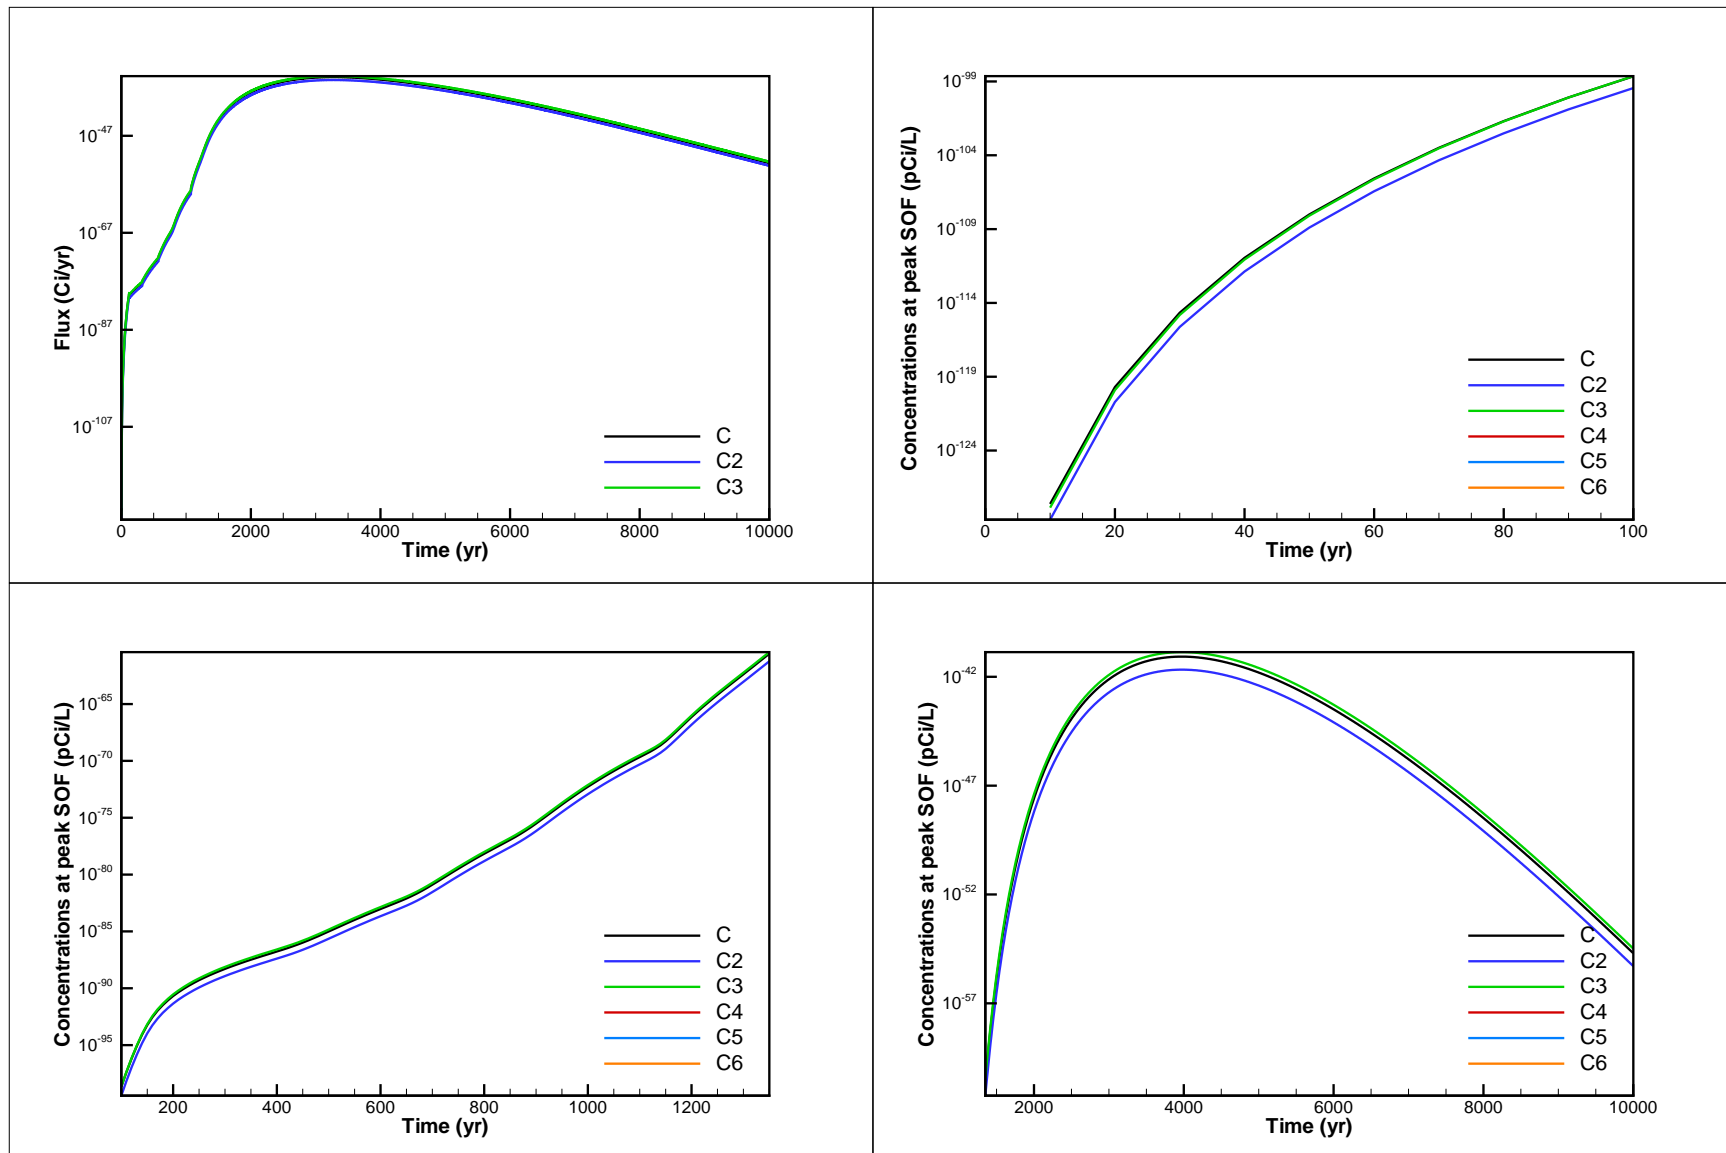 Flux (Ci/yr)
10^-47
10^-67
10^-87
10^-107
C
C2
C3
0 2000 4000 6000 8000 10000
Time (yr)
Concentrations at peak SOF (pCi/L)
10^-99
10^-104
10^-109
10^-114
10^-119
10^-124
C
C2
C3
C4
C5
C6
0 20 40 60 80 100
Time (yr)
Concentrations at peak SOF (pCi/L)
10^-65
10^-70
10^-75
10^-80
10^-85
10^-90
10^-95
C
C2
C3
C4
C5
C6
200 400 600 800 1000 1200
Time (yr)
Concentrations at peak SOF (pCi/L)
10^-42
10^-47
10^-52
10^-57
C
C2
C3
C4
C5
C6
2000 4000 6000 8000 10000
Time (yr)